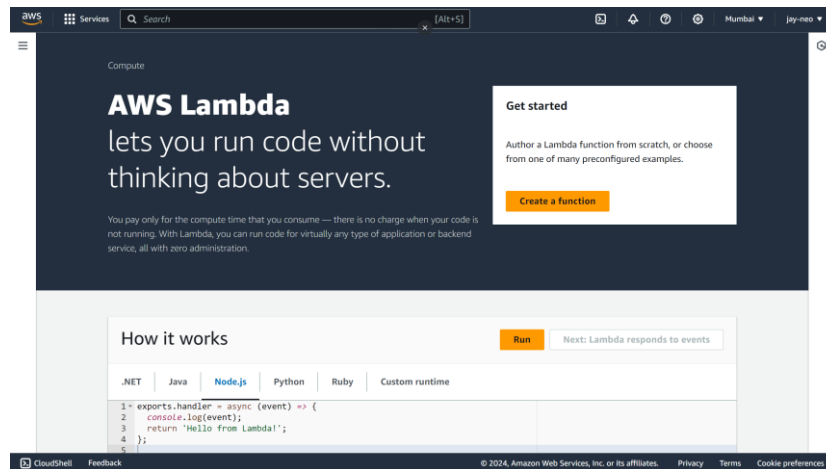 aws
Services
Search
[Alt+S]
Mumbai
jay-neo
Compute
AWS Lambda
lets you run code without
thinking about servers.
You pay only for the compute time that you consume — there is no charge when your code is
not running. With Lambda, you can run code for virtually any type of application or backend
service, all with zero administration.
Get started
Author a Lambda function from scratch, or choose
from one of many preconfigured examples.
Create a function
How it works
Run
Next: Lambda responds to events
.NET
Java
Node.js
Python
Ruby
Custom runtime
1 exports.handler = async (event) => {
2 console.log(event);
3 return 'Hello from Lambda!';
4 };
5
CloudShell
Feedback
© 2024, Amazon Web Services, Inc. or its affiliates.
Privacy
Terms
Cookie preferences